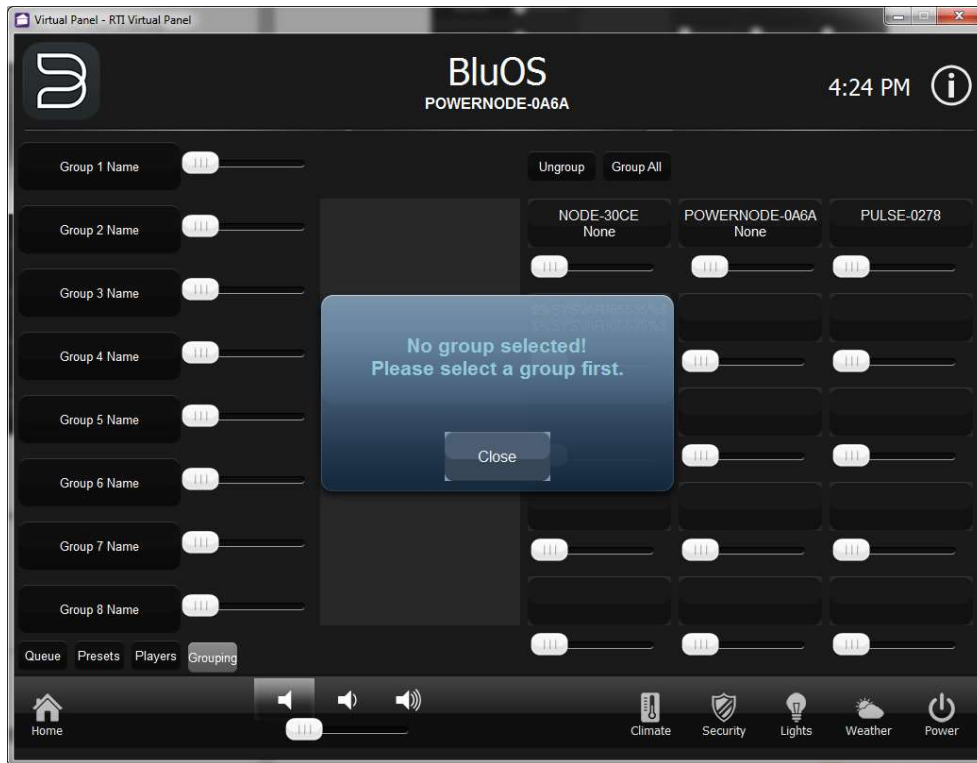 Virtual Panel - RTI Virtual Panel
BluOS
POWERNODE-0A6A
4:24 PM
Group 1 Name
Ungroup
Group All
Group 2 Name
NODE-30CE
None
POWERNODE-0A6A
None
PULSE-0278
Group 3 Name
No group selected!
Please select a group first.
Group 4 Name
Group 5 Name
Close
Group 6 Name
Group 7 Name
Group 8 Name
Queue
Presets
Players
Grouping
Home
Climate
Security
Lights
Weather
Power